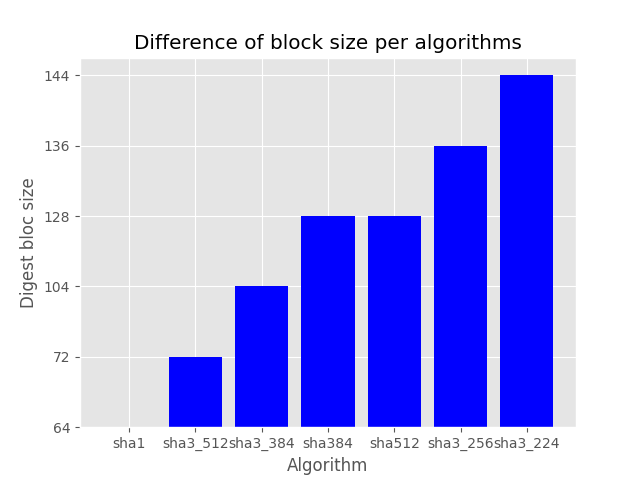 Difference of block size per algorithms
144
136
128
104
72
64
Digest bloc size
sha1 sha3_512 sha3_384 sha384 sha512 sha3_256 sha3_224
Algorithm